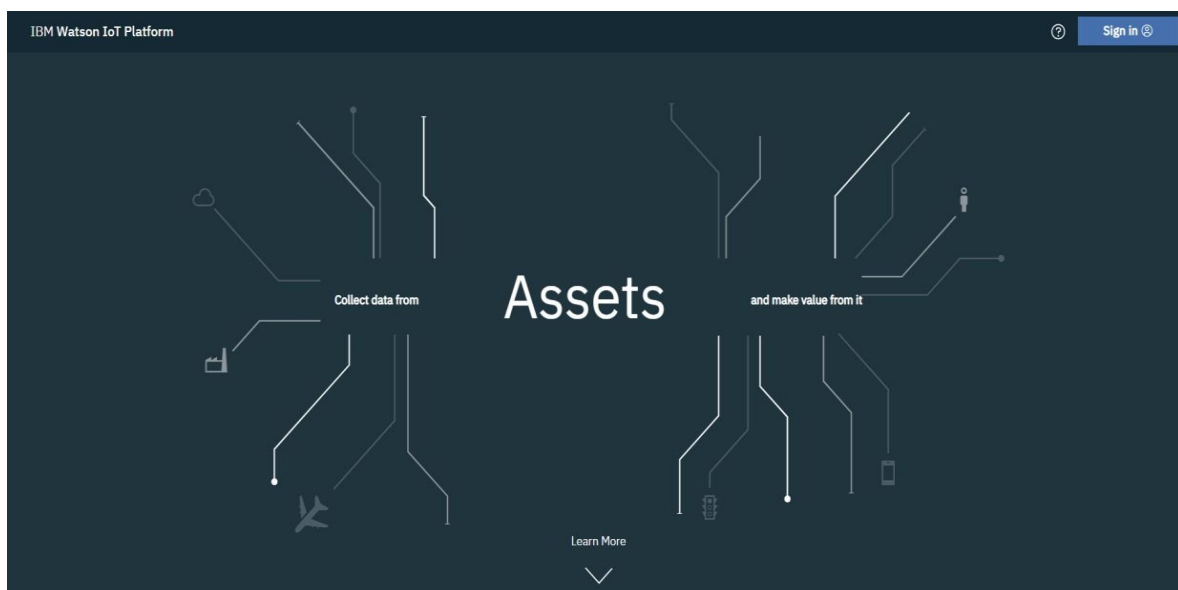 IBM Watson IoT Platform
Sign in
Collect data from
Assets
and make value from it
Learn More